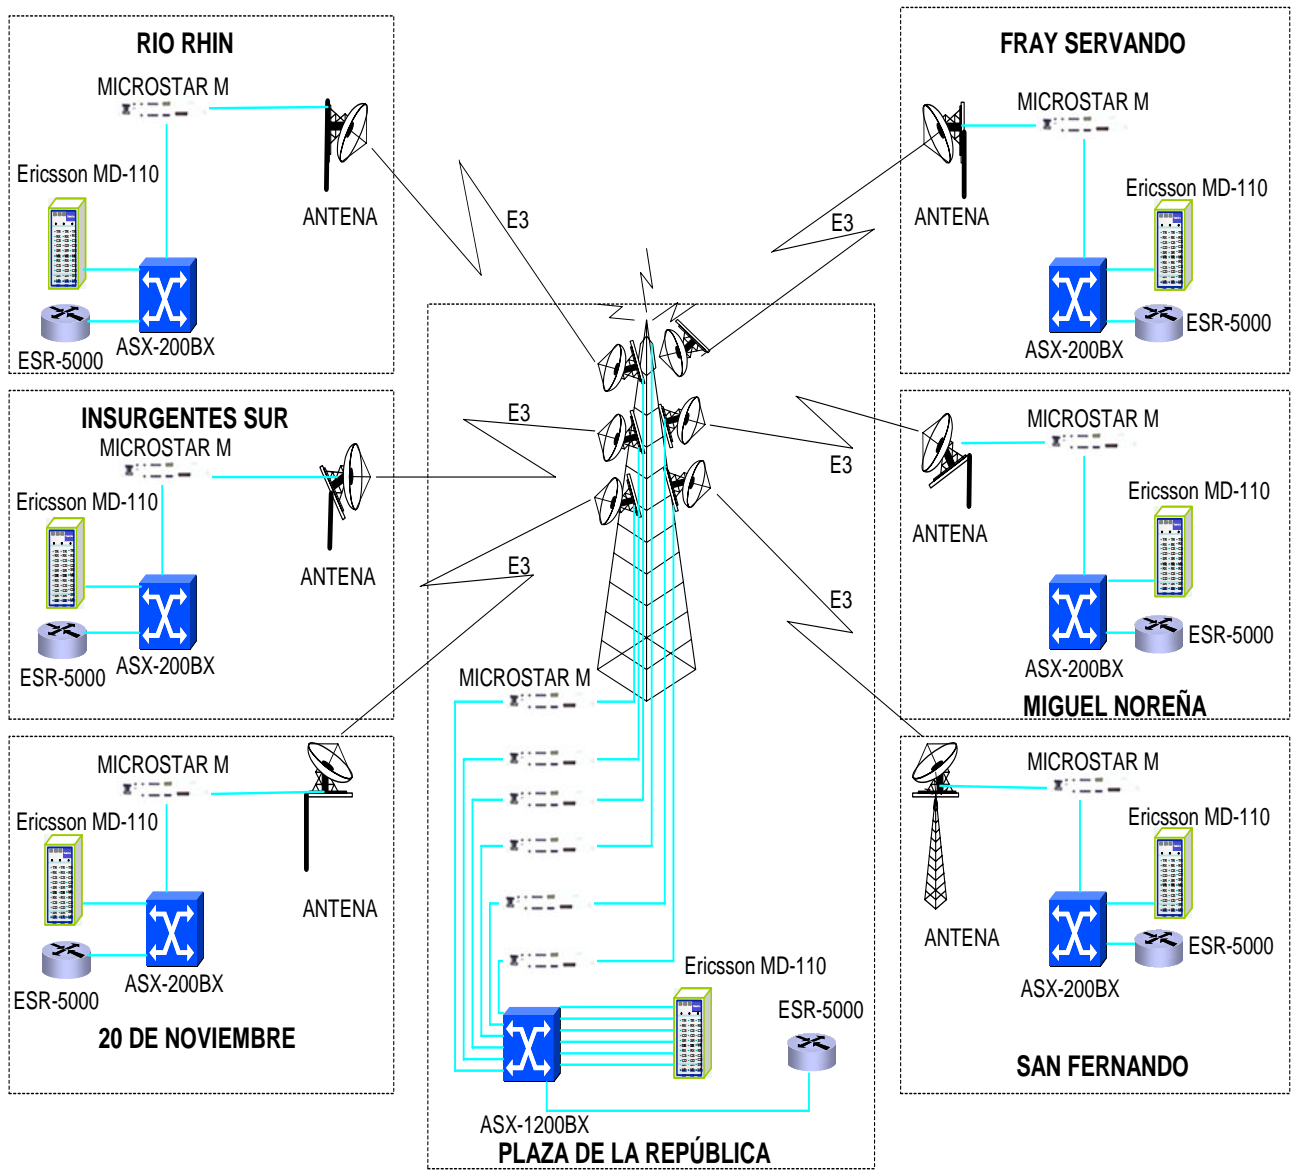 RIO RHIN
MICROSTAR M
Ericsson MD-110
ANTENA
ESR-5000
ASX-200BX
E3
INSURGENTES SUR
MICROSTAR M
Ericsson MD-110
ANTENA
ESR-5000
ASX-200BX
E3
MICROSTAR M
Ericsson MD-110
ANTENA
ESR-5000
ASX-200BX
20 DE NOVIEMBRE
E3
MICROSTAR M
Ericsson MD-110
ESR-5000
ASX-1200BX
PLAZA DE LA REPÚBLICA
FRAY SERVANDO
MICROSTAR M
Ericsson MD-110
ANTENA
ESR-5000
ASX-200BX
E3
MICROSTAR M
Ericsson MD-110
ANTENA
ESR-5000
ASX-200BX
MIGUEL NOREÑA
E3
MICROSTAR M
Ericsson MD-110
ANTENA
ESR-5000
ASX-200BX
SAN FERNANDO
E3